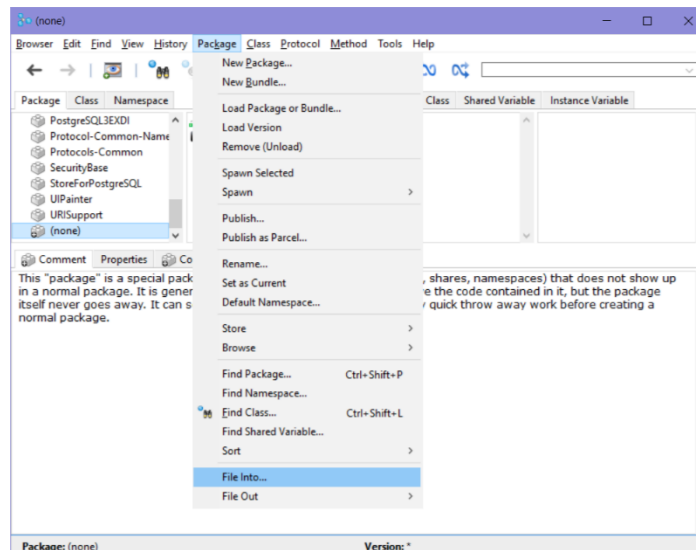 (none)
Browser Edit Find View History Package Class Protocol Method Tools Help
Package Class Namespace
Class Shared Variable Instance Variable
PostgreSQL3EXDI
Protocol-Common-Name
Protocols-Common
SecurityBase
StoreForPostgreSQL
UIPainter
URISupport
(none)
New Package...
New Bundle...
Load Package or Bundle...
Load Version
Remove (Unload)
Spawn Selected
Spawn
Publish...
Publish as Parcel...
Rename...
Set as Current
Default Namespace...
Store
Browse
Find Package... Ctrl+Shift+P
Find Namespace...
Find Class... Ctrl+Shift+L
Find Shared Variable...
Sort
File Into...
File Out
Comment Properties Co
This "package" is a special pack , shares, namespaces) that does not show up
in a normal package. It is gener e the code contained in it, but the package
itself never goes away. It can s quick throw away work before creating a
normal package.
Package: (none) Version: *